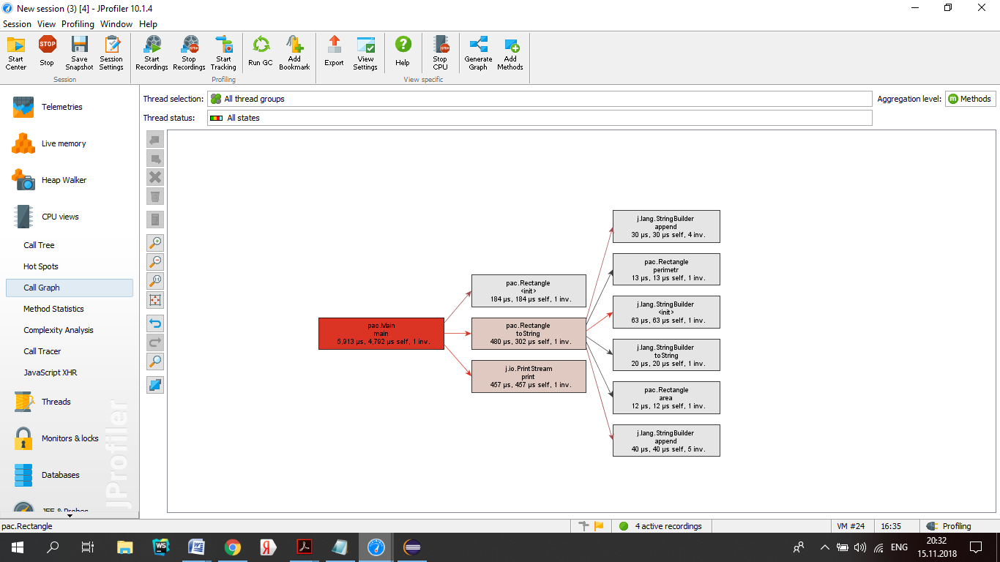 New session (3) [4] - JProfiler 10.1.4
Session View Profiling Window Help
Start Center
Stop
Save Snapshot
Session Settings
Start Recordings
Stop Recordings
Start Tracking
Run GC
Add Bookmark
Export
View Settings
Help
Stop CPU
Generate Graph
Add Methods
Session
Profiling
View specific
Thread selection: All thread groups
Aggregation level: Methods
Thread status: All states
Telemetries
Live memory
Heap Walker
CPU views
Call Tree
Hot Spots
Call Graph
Method Statistics
Complexity Analysis
Call Tracer
JavaScript XHR
Threads
Monitors & locks
Databases
JEE & Probes
JProfiler
pac.Main
main
5,913 µs, 4,792 µs self, 1 inv.
pac.Rectangle
<init>
184 µs, 184 µs self, 1 inv.
pac.Rectangle
toString
480 µs, 302 µs self, 1 inv.
j.io.PrintStream
print
457 µs, 457 µs self, 1 inv.
j.lang.StringBuilder
append
30 µs, 30 µs self, 4 inv.
pac.Rectangle
perimetr
13 µs, 13 µs self, 1 inv.
j.lang.StringBuilder
<init>
63 µs, 63 µs self, 1 inv.
j.lang.StringBuilder
toString
20 µs, 20 µs self, 1 inv.
pac.Rectangle
area
12 µs, 12 µs self, 1 inv.
j.lang.StringBuilder
append
40 µs, 40 µs self, 5 inv.
pac.Rectangle
4 active recordings
VM #24
16:35
Profiling
ENG
20:32
15.11.2018